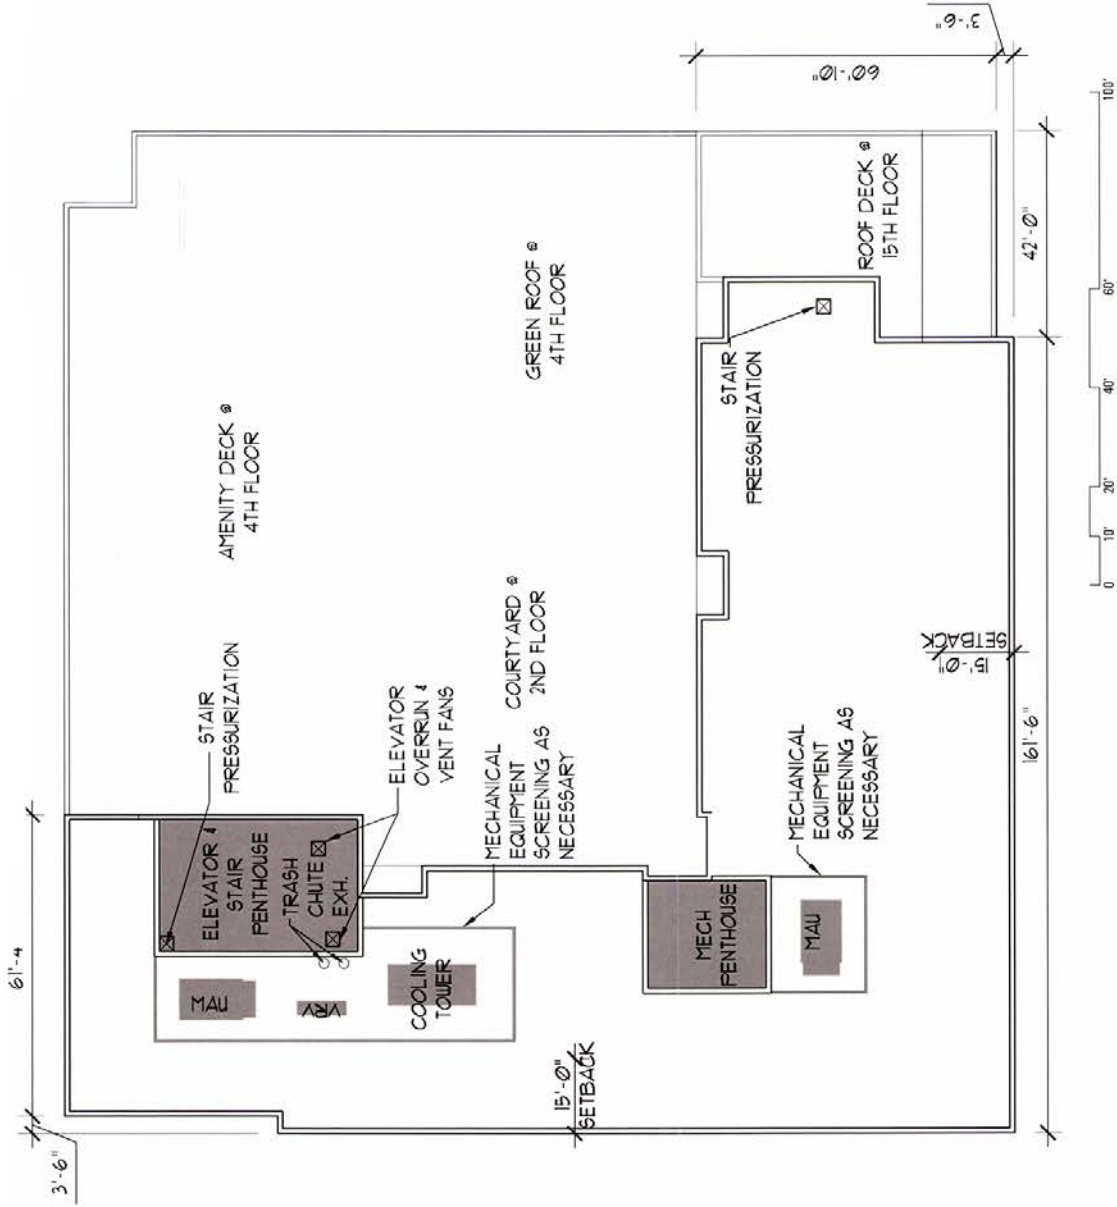 61'-4
3'-6"
STAIR
PRESSURIZATION
AMENITY DECK @
4TH FLOOR
ELEVATOR &
STAIR
PENTHOUSE
TRASH
CHUTE
EXH.
ELEVATOR
OVERRUN &
VENT FANS
MAU
VRV
COOLING
TOWER
MECHANICAL
EQUIPMENT
SCREENING AS
NECESSARY
COURTYARD @
2ND FLOOR
GREEN ROOF @
4TH FLOOR
15'-0"
SETBACK
MECH
PENTHOUSE
MAU
MECHANICAL
EQUIPMENT
SCREENING AS
NECESSARY
STAIR
PRESSURIZATION
ROOF DECK @
15TH FLOOR
15'-0"
SETBACK
60'-10"
3'-6"
161'-6"
42'-0"
0 10' 20' 40' 60' 100'